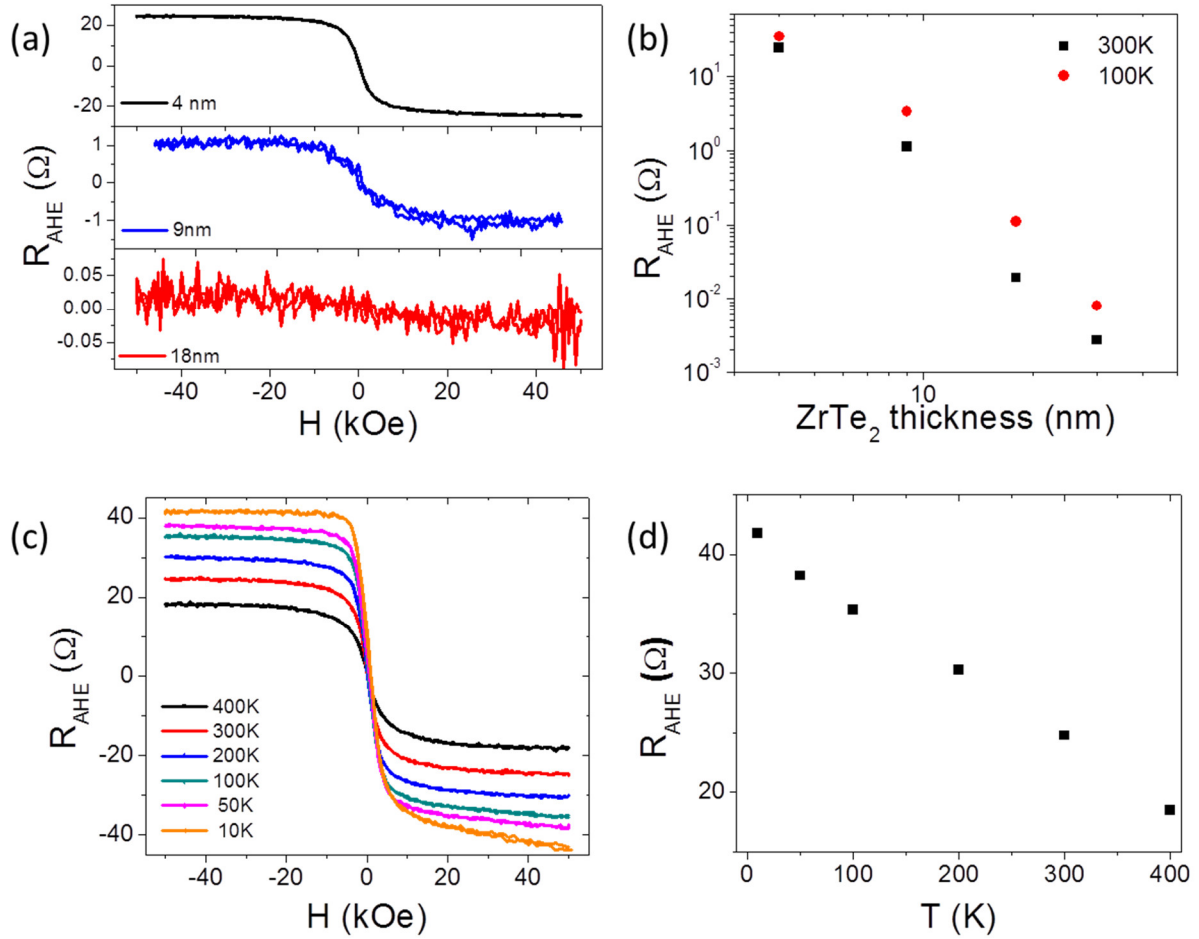 (a)
20
0
-20
4 nm
1
0
-1
9nm
0.05
0.00
-0.05
18nm
R_AHE (Ω)
-40 -20 0 20 40
H (kOe)
(b)
300K
100K
10^1
10^0
10^-1
10^-2
10^-3
R_AHE (Ω)
10
ZrTe₂ thickness (nm)
(c)
40
20
0
-20
-40
R_AHE (Ω)
400K
300K
200K
100K
50K
10K
-40 -20 0 20 40
H (kOe)
(d)
40
30
20
R_AHE (Ω)
0 100 200 300 400
T (K)